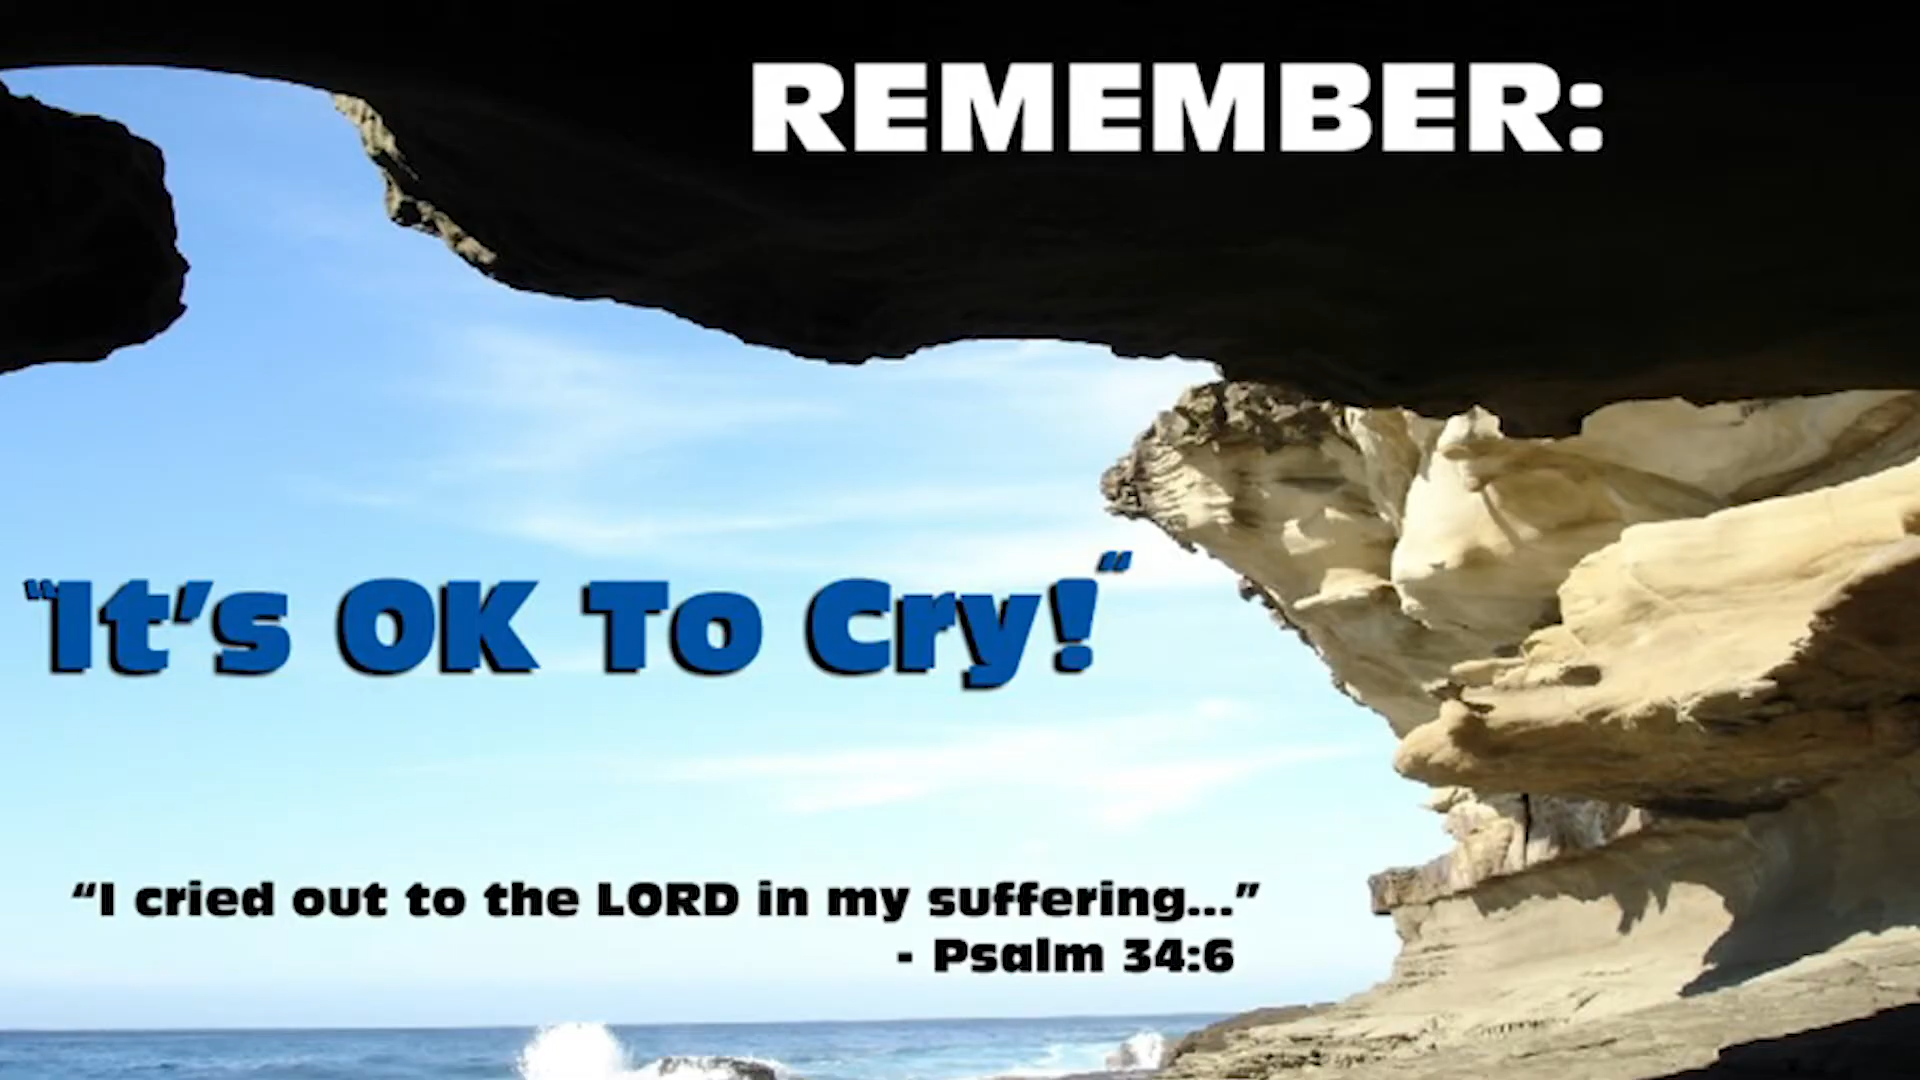 REMEMBER:
“It’s OK To Cry!“
“I cried out to the LORD in my suffering...”
- Psalm 34:6